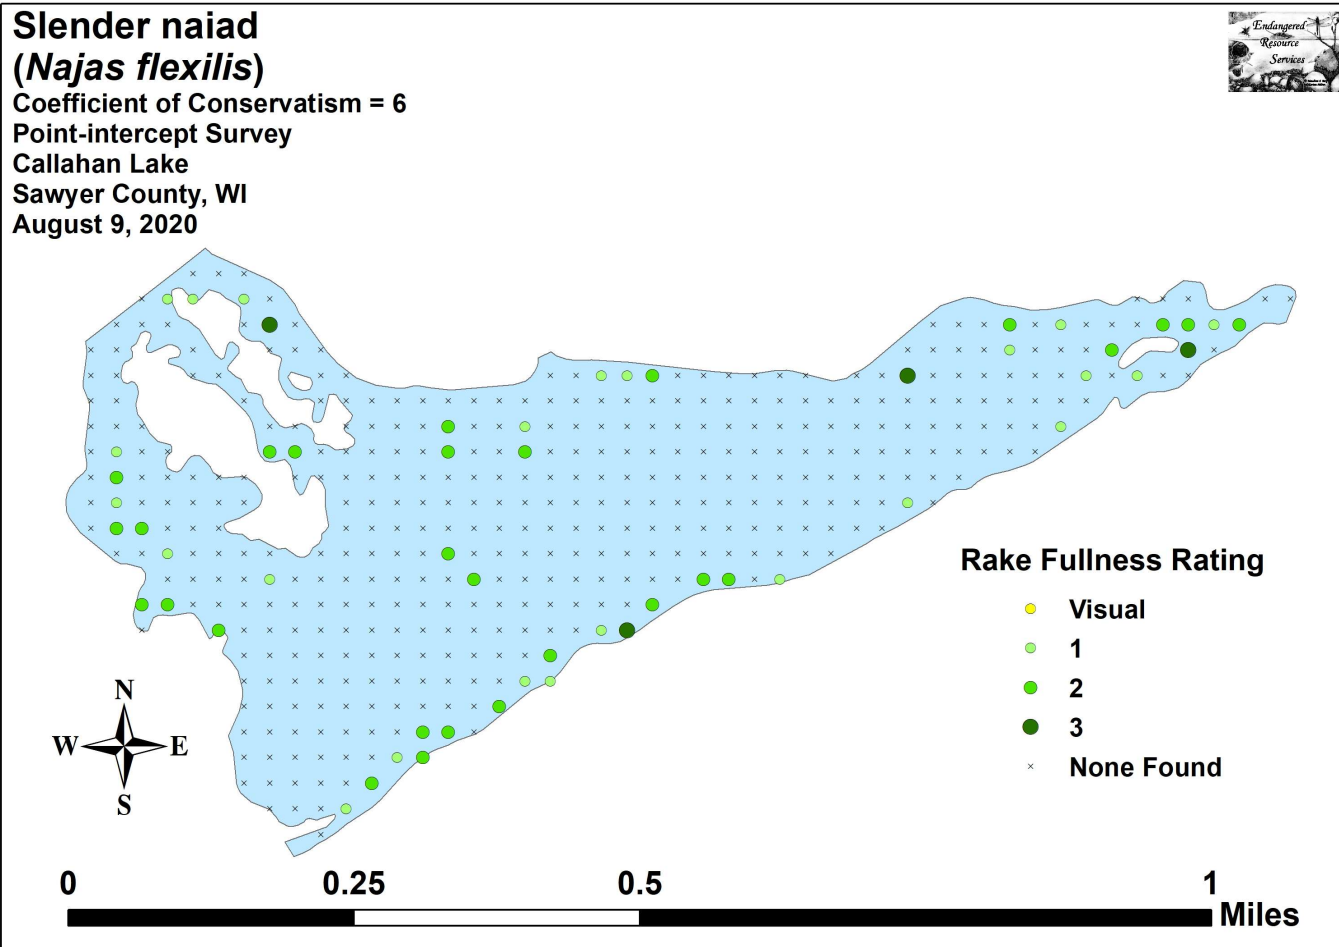 Slender naiad
(Najas flexilis)
Coefficient of Conservatism = 6
Point-intercept Survey
Callahan Lake
Sawyer County, WI
August 9, 2020
Endangered
Resource
Services
Rake Fullness Rating
Visual
1
2
3
None Found
N
W E
S
0 0.25 0.5 1
Miles